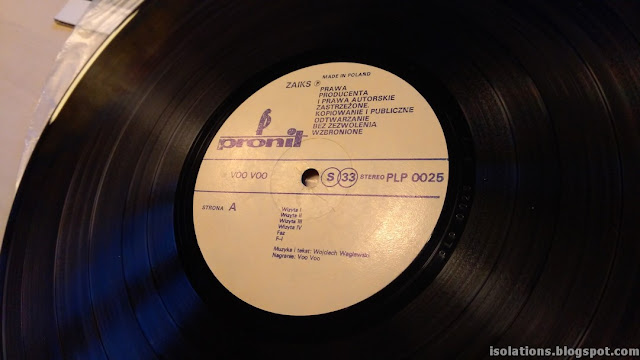 MADE IN POLAND
ZAIKS ℗ PRAWA
PRODUCENTA
I PRAWA AUTORSKIE
ZASTRZEŻONE.
KOPIOWANIE I PUBLICZNE
ODTWARZANIE
BEZ ZEZWOLENIA
WZBRONIONE
pronit
VOO VOO
S 33 STEREO PLP 0025
STRONA A
Wizyta I
Wizyta II
Wizyta III
Wizyta IV
Faz
F-I
Muzyka i tekst: Wojciech Waglewski
Nagranie: Voo Voo
isolations.blogspot.com